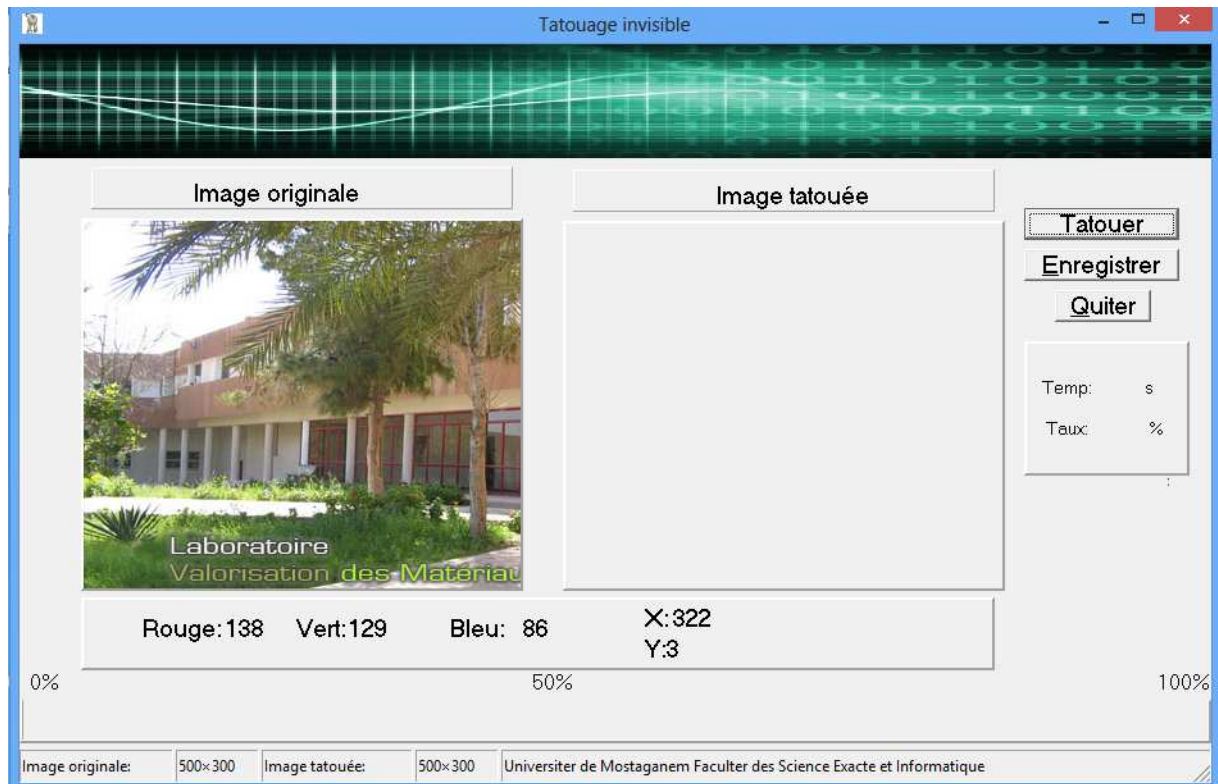 Tatouage invisible
Image originale
Image tatouée
Tatouer
Enregistrer
Quiter
Temp: s
Taux: %
:
Laboratoire
Valorisation des Matériau
Rouge:138 Vert:129 Bleu: 86 X:322
Y:3
0% 50% 100%
Image originale: 500×300 Image tatouée: 500×300 Universiter de Mostaganem Faculter des Science Exacte et Informatique